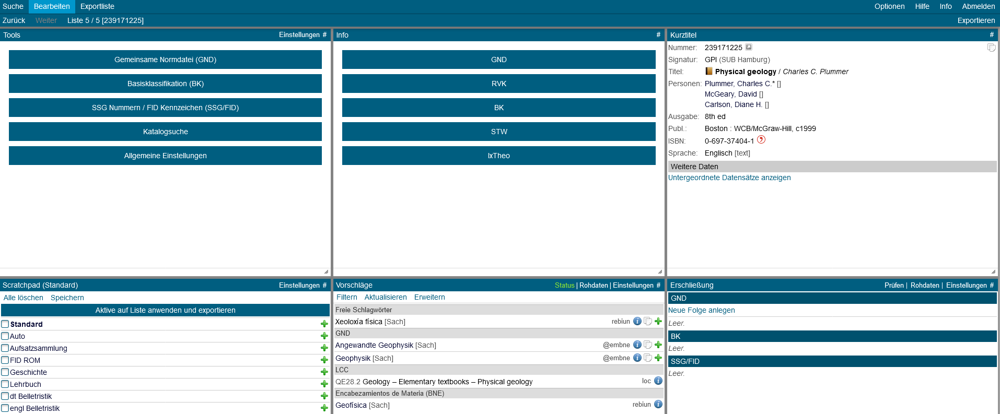 Suche Bearbeiten Exportliste Optionen Hilfe Info Abmelden
Zurück Weiter Liste 5 / 5 [239171225] Exportieren
Tools Einstellungen #
Gemeinsame Normdatei (GND)
Basisklassifikation (BK)
SSG Nummern / FID Kennzeichen (SSG/FID)
Katalogsuche
Allgemeine Einstellungen
Info #
GND
RVK
BK
STW
IxTheo
Kurztitel #
Nummer: 239171225
Signatur: GPI (SUB Hamburg)
Titel: Physical geology / Charles C. Plummer
Personen: Plummer, Charles C.* []
McGeary, David []
Carlson, Diane H. []
Ausgabe: 8th ed
Publ.: Boston : WCB/McGraw-Hill, c1999
ISBN: 0-697-37404-1
Sprache: Englisch [text]
Weitere Daten
Untergeordnete Datensätze anzeigen
Scratchpad (Standard) Einstellungen #
Alle löschen Speichern
Aktive auf Liste anwenden und exportieren
Standard
Auto
Aufsatzsammlung
FID ROM
Geschichte
Lehrbuch
dt Belletristik
engl Belletristik
Vorschläge Status | Rohdaten | Einstellungen #
Filtern Aktualisieren Erweitern
Freie Schlagwörter
Xeoloxía física [Sach] rebiun
GND
Angewandte Geophysik [Sach] @embne
Geophysik [Sach] @embne
LCC
QE28.2 Geology – Elementary textbooks – Physical geology loc
Encabezamientos de Materia (BNE)
Geofísica [Sach] rebiun
Erschließung Prüfen | Rohdaten | Einstellungen #
GND
Neue Folge anlegen
Leer.
BK
Leer.
SSG/FID
Leer.